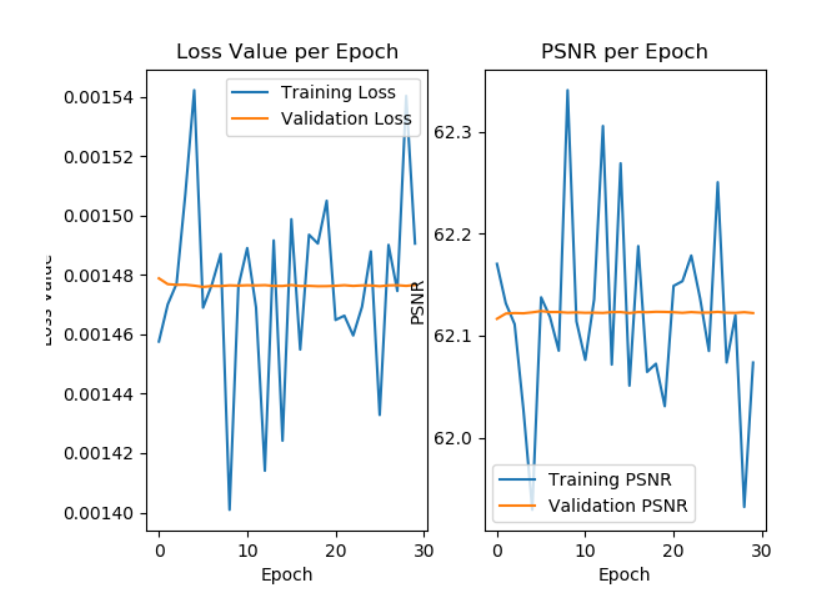 Loss Value per Epoch
Training Loss
Validation Loss
0.00154
0.00152
0.00150
0.00148
0.00146
0.00144
0.00142
0.00140
Loss Value
0
10
20
30
Epoch
PSNR per Epoch
62.3
62.2
62.1
62.0
PSNR
Training PSNR
Validation PSNR
0
10
20
30
Epoch